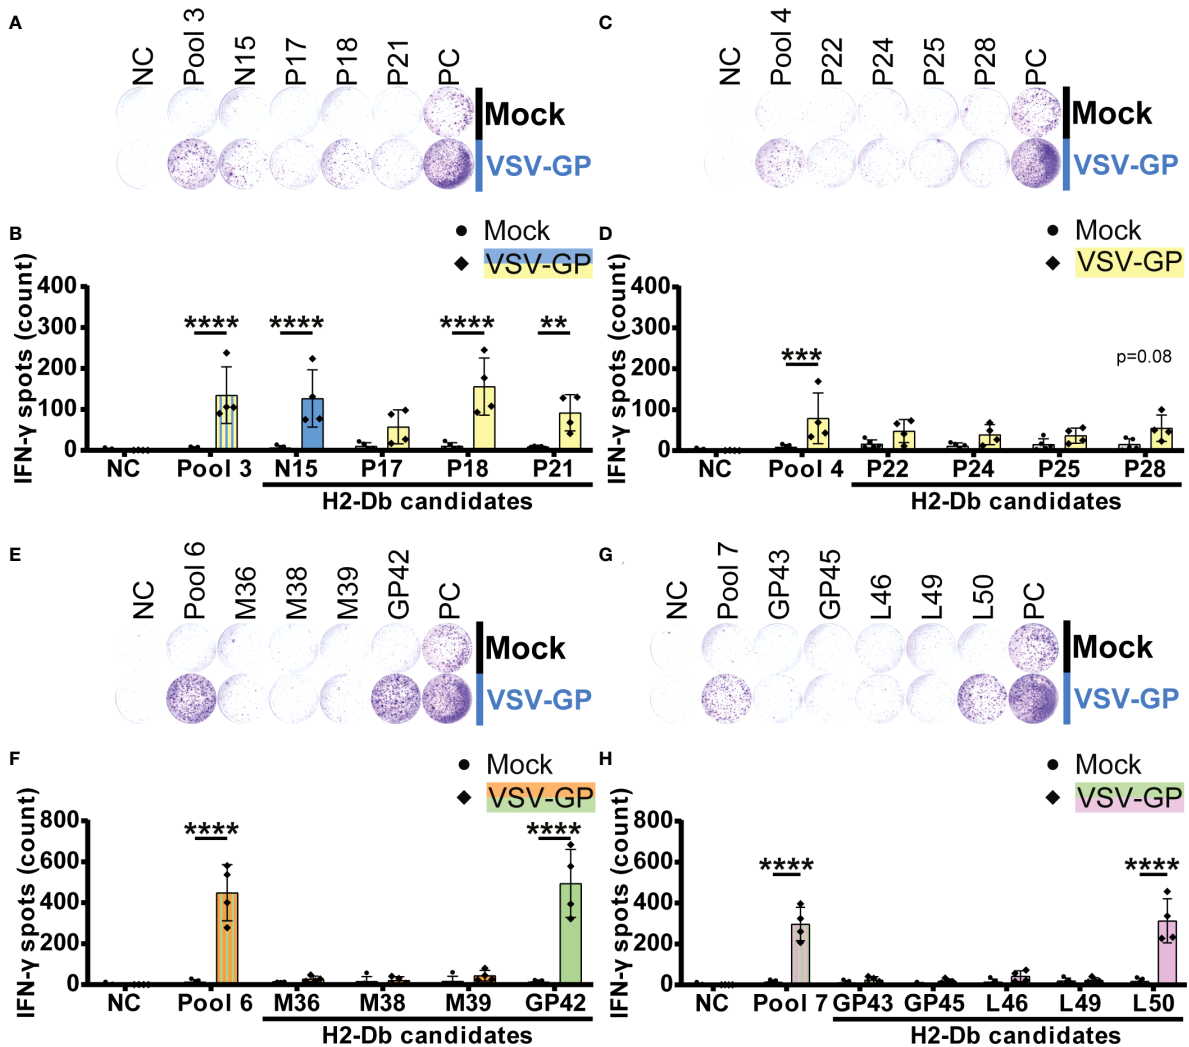 A
NC Pool 3 N15 P17 P18 P21 PC
Mock
VSV-GP
C
NC Pool 4 P22 P24 P25 P28 PC
Mock
VSV-GP
B
Mock
VSV-GP
IFN-γ spots (count)
400
300
200
100
0
**** **** **** **
NC Pool 3 N15 P17 P18 P21
H2-Db candidates
D
Mock
VSV-GP
IFN-γ spots (count)
400
300
200
100
0
***
p=0.08
NC Pool 4 P22 P24 P25 P28
H2-Db candidates
E
NC Pool 6 M36 M38 M39 GP42 PC
Mock
VSV-GP
G
NC Pool 7 GP43 GP45 L46 L49 L50 PC
Mock
VSV-GP
F
Mock
VSV-GP
IFN-γ spots (count)
800
600
400
200
0
**** ****
NC Pool 6 M36 M38 M39 GP42
H2-Db candidates
H
Mock
VSV-GP
IFN-γ spots (count)
800
600
400
200
0
**** ****
NC Pool 7 GP43 GP45 L46 L49 L50
H2-Db candidates